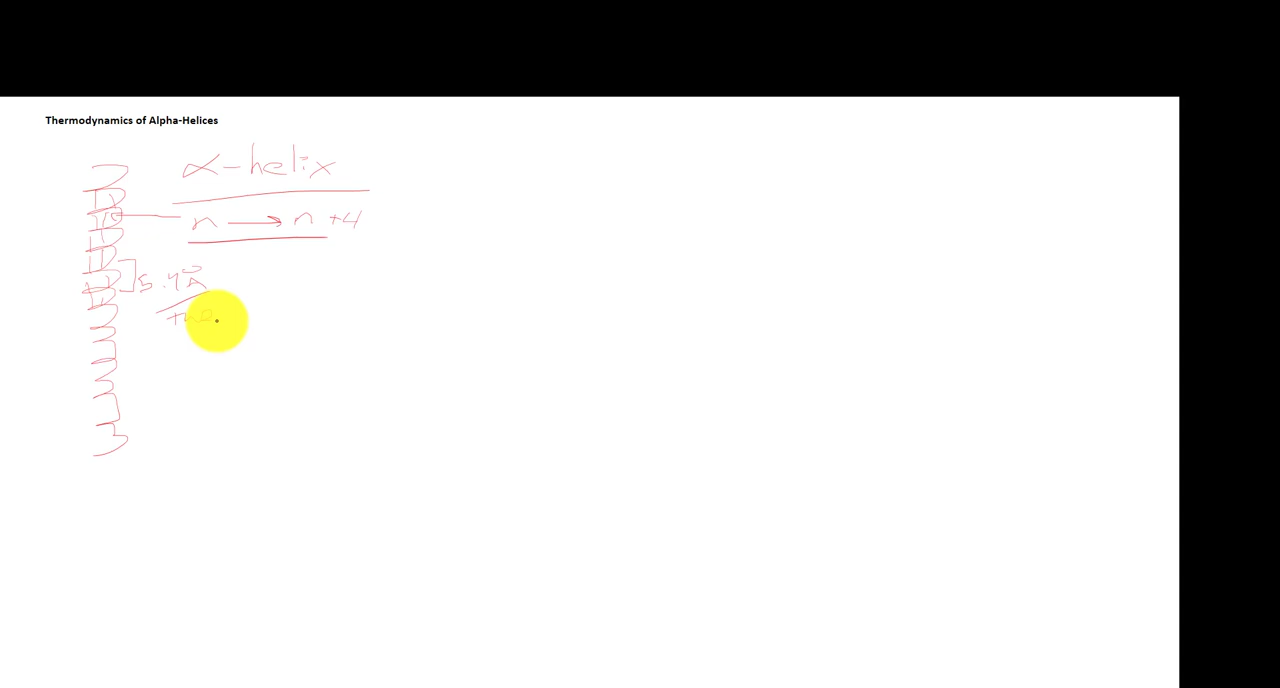 Thermodynamics of Alpha-Helices
α-helix
n → n+4
5.4Å